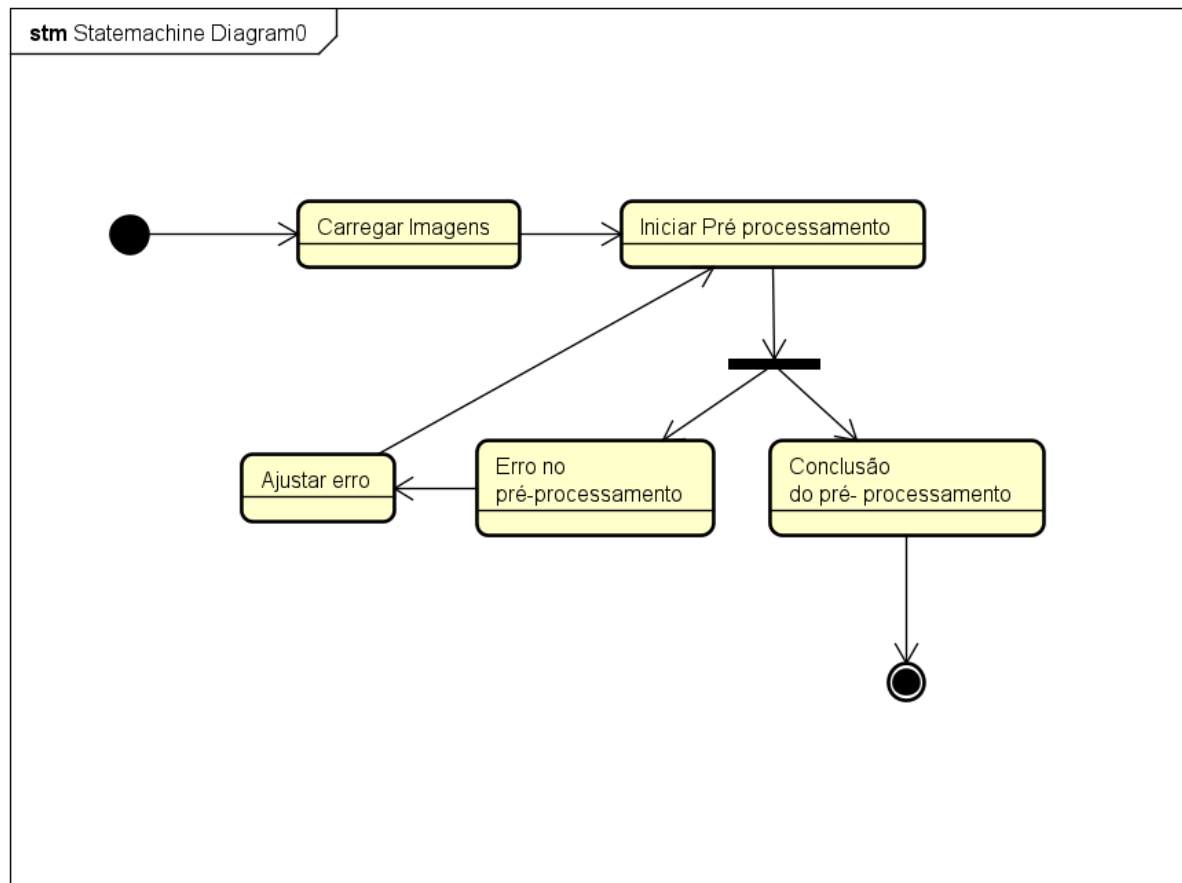 stm Statemachine Diagram0
Carregar Imagens
Iniciar Pré processamento
Ajustar erro
Erro no
pré-processamento
Conclusão
do pré- processamento